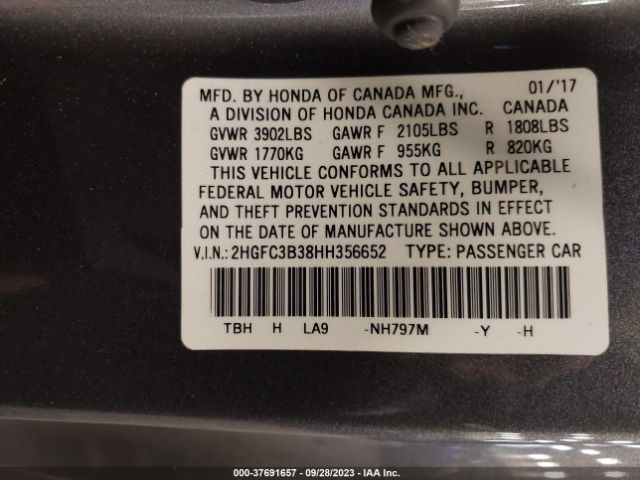 MFD. BY HONDA OF CANADA MFG., 01/'17
A DIVISION OF HONDA CANADA INC. CANADA
GVWR 3902LBS GAWR F 2105LBS R 1808LBS
GVWR 1770KG GAWR F 955KG R 820KG
THIS VEHICLE CONFORMS TO ALL APPLICABLE
FEDERAL MOTOR VEHICLE SAFETY, BUMPER,
AND THEFT PREVENTION STANDARDS IN EFFECT
ON THE DATE OF MANUFACTURE SHOWN ABOVE.
V.I.N.: 2HGFC3B38HH356652 TYPE: PASSENGER CAR
TBH H LA9 -NH797M -Y -H
000-37691657 - 09/28/2023 - IAA Inc.